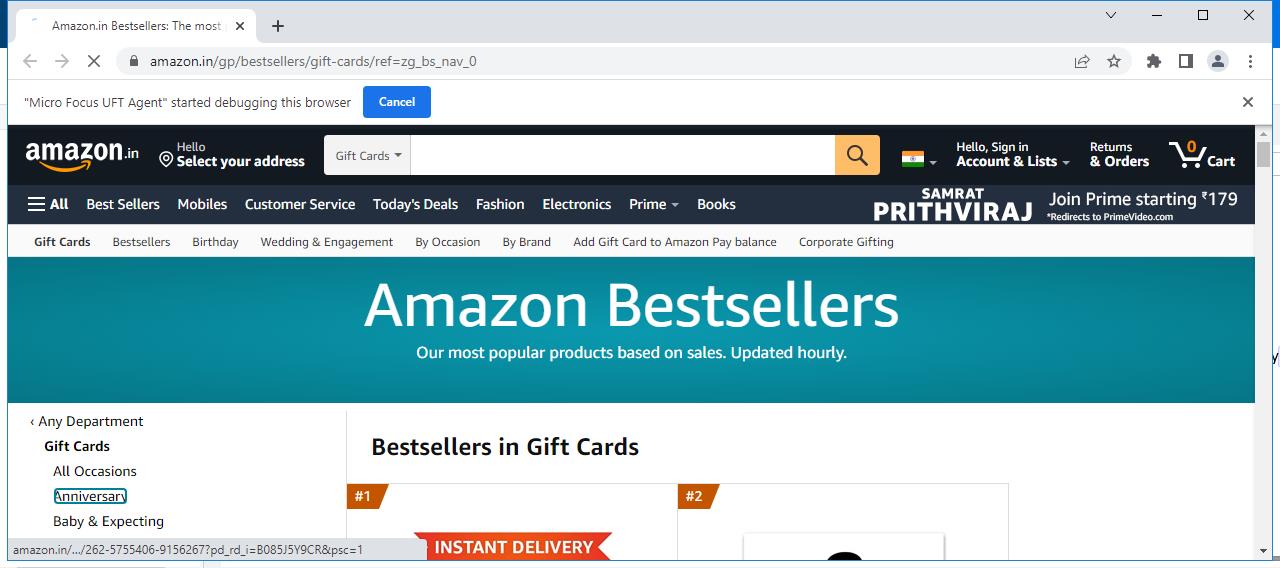 Amazon.in Bestsellers: The most
amazon.in/gp/bestsellers/gift-cards/ref=zg_bs_nav_0
"Micro Focus UFT Agent" started debugging this browser
Cancel
amazon.in
Hello
Select your address
Gift Cards
Hello, Sign in
Account & Lists
Returns
& Orders
0
Cart
All Best Sellers Mobiles Customer Service Today's Deals Fashion Electronics Prime Books
SAMRAT
PRITHVIRAJ
Join Prime starting ₹179
*Redirects to PrimeVideo.com
Gift Cards Bestsellers Birthday Wedding & Engagement By Occasion By Brand Add Gift Card to Amazon Pay balance Corporate Gifting
Amazon Bestsellers
Our most popular products based on sales. Updated hourly.
‹ Any Department
Gift Cards
All Occasions
Anniversary
Baby & Expecting
Bestsellers in Gift Cards
#1
#2
INSTANT DELIVERY
amazon.in/.../262-5755406-9156267?pd_rd_i=B085J5Y9CR&psc=1
y